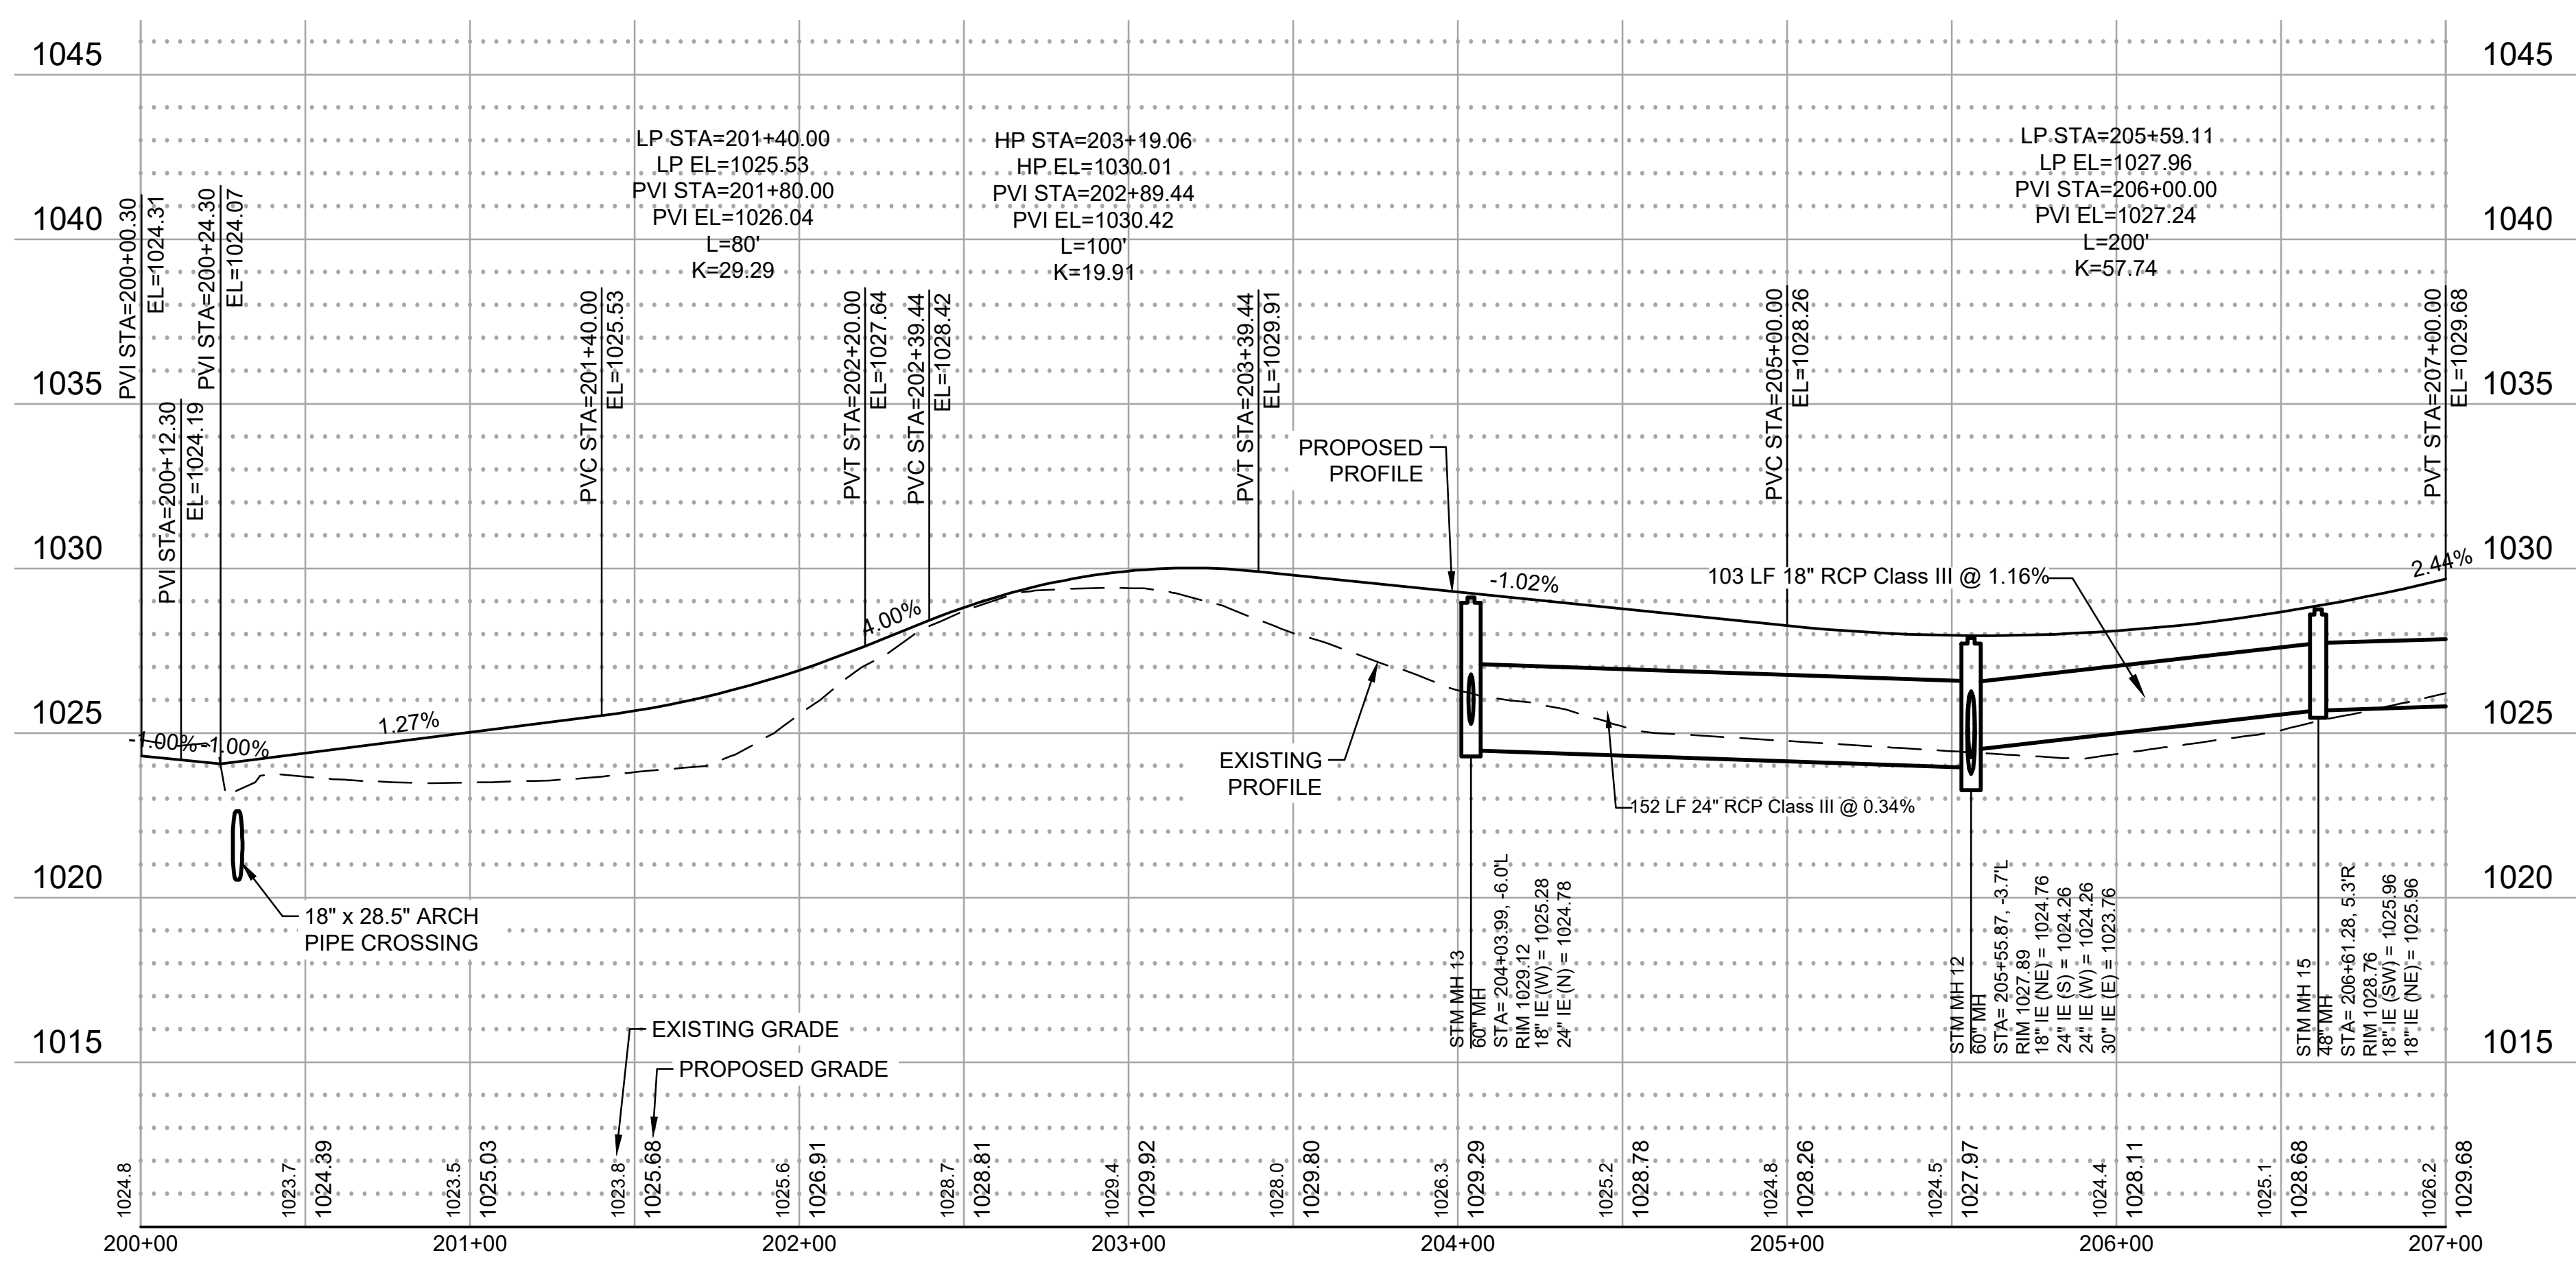 1045
1045
1040
1040
1035
1035
1030
1030
1025
1025
1020
1020
1015
1015
PVI STA=200+00.30
EL=1024.31
PVI STA=200+12.30
EL=1024.19
PVI STA=200+24.30
EL=1024.07
LP STA=201+40.00
LP EL=1025.53
PVI STA=201+80.00
PVI EL=1026.04
L=80'
K=29.29
HP STA=203+19.06
HP EL=1030.01
PVI STA=202+89.44
PVI EL=1030.42
L=100'
K=19.91
LP STA=205+59.11
LP EL=1027.96
PVI STA=206+00.00
PVI EL=1027.24
L=200'
K=57.74
PVC STA=201+40.00
EL=1025.53
PVT STA=202+20.00
EL=1027.64
PVC STA=202+39.44
EL=1028.42
PVT STA=203+39.44
EL=1029.91
PVC STA=205+00.00
EL=1028.26
PVT STA=207+00.00
EL=1029.68
PROPOSED
PROFILE
-1.00%
-1.00%
1.27%
4.00%
-1.02%
2.44%
103 LF 18" RCP Class III @ 1.16%
EXISTING
PROFILE
152 LF 24" RCP Class III @ 0.34%
18" x 28.5" ARCH
PIPE CROSSING
STM MH 13
60" MH
STA= 204+03.99, -6.0'L
RIM 1029.12
18" IE (W) = 1025.28
24" IE (N) = 1024.78
STM MH 12
60" MH
STA= 205+55.87, -3.7'L
RIM 1027.89
18" IE (NE) = 1024.76
24" IE (S) = 1024.26
24" IE (W) = 1024.26
30" IE (E) = 1023.76
STM MH 15
48" MH
STA= 206+61.28, 5.3'R
RIM 1028.76
18" IE (SW) = 1025.96
18" IE (NE) = 1025.96
EXISTING GRADE
PROPOSED GRADE
1024.8
1023.7
1024.39
1023.5
1025.03
1023.8
1025.68
1025.6
1026.91
1028.7
1028.81
1029.4
1029.92
1028.0
1029.80
1026.3
1029.29
1025.2
1028.78
1024.8
1028.26
1024.5
1027.97
1024.4
1028.11
1025.1
1028.68
1026.2
1029.68
200+00
201+00
202+00
203+00
204+00
205+00
206+00
207+00